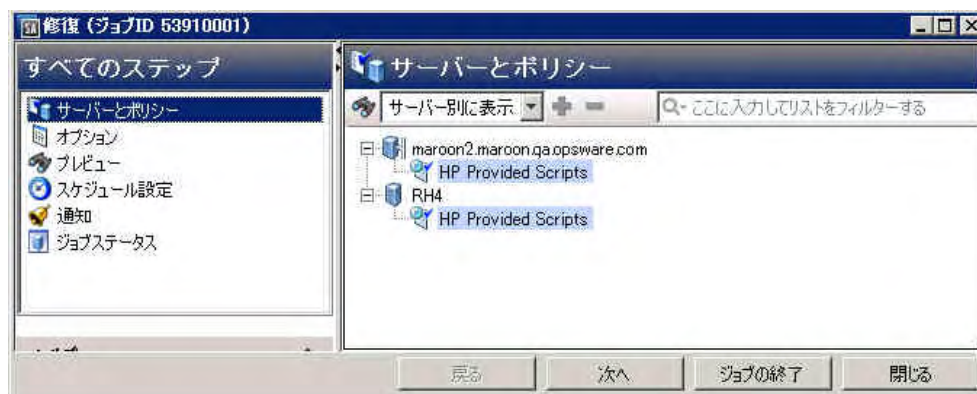 修復 (ジョブID 53910001)
すべてのステップ
サーバーとポリシー
オプション
プレビュー
スケジュール設定
通知
ジョブステータス
サーバーとポリシー
サーバー別に表示
ここに入力してリストをフィルターする
maroon2.maroon.qa.opsware.com
HP Provided Scripts
RH4
HP Provided Scripts
戻る
次へ
ジョブの終了
閉じる